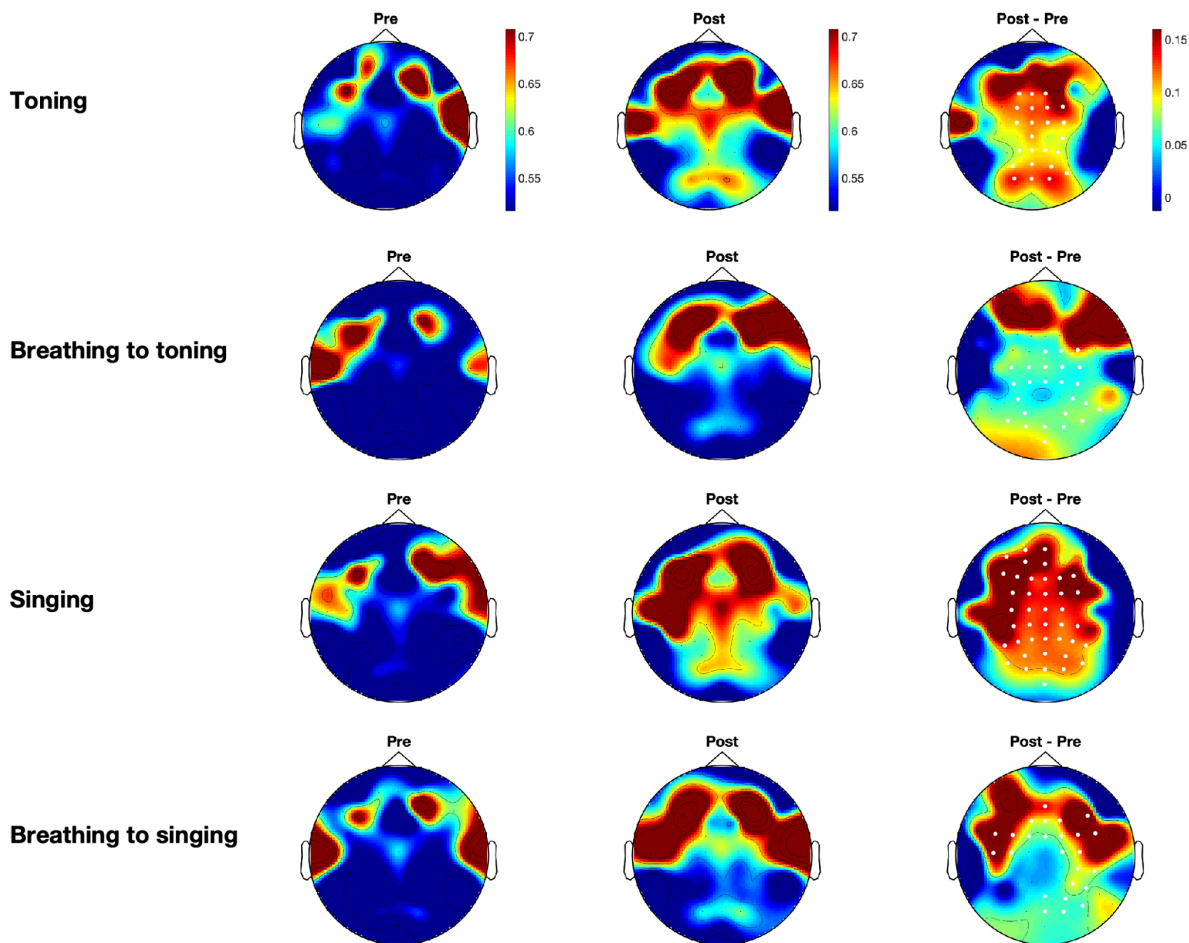 Pre
Post
Post - Pre
Toning
0.7
0.65
0.6
0.55
0.7
0.65
0.6
0.55
0.15
0.1
0.05
0
Pre
Post
Post - Pre
Breathing to toning
Pre
Post
Post - Pre
Singing
Pre
Post
Post - Pre
Breathing to singing